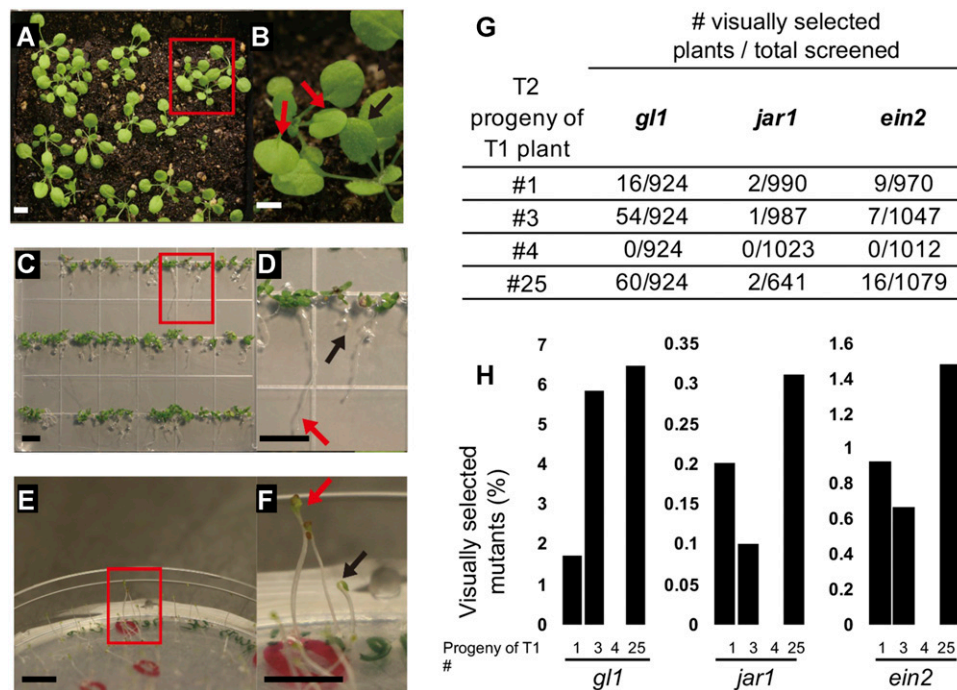 A
B
C
D
E
F
G
# visually selected
plants / total screened
T2
progeny of
T1 plant
gl1 jar1 ein2
#1 16/924 2/990 9/970
#3 54/924 1/987 7/1047
#4 0/924 0/1023 0/1012
#25 60/924 2/641 16/1079
H
Visually selected
mutants (%)
7
6
5
4
3
2
1
0
0.35
0.3
0.25
0.2
0.15
0.1
0.05
0
1.6
1.4
1.2
1
0.8
0.6
0.4
0.2
0
Progeny of T1
#
1 3 4 25
1 3 4 25
1 3 4 25
gl1 jar1 ein2